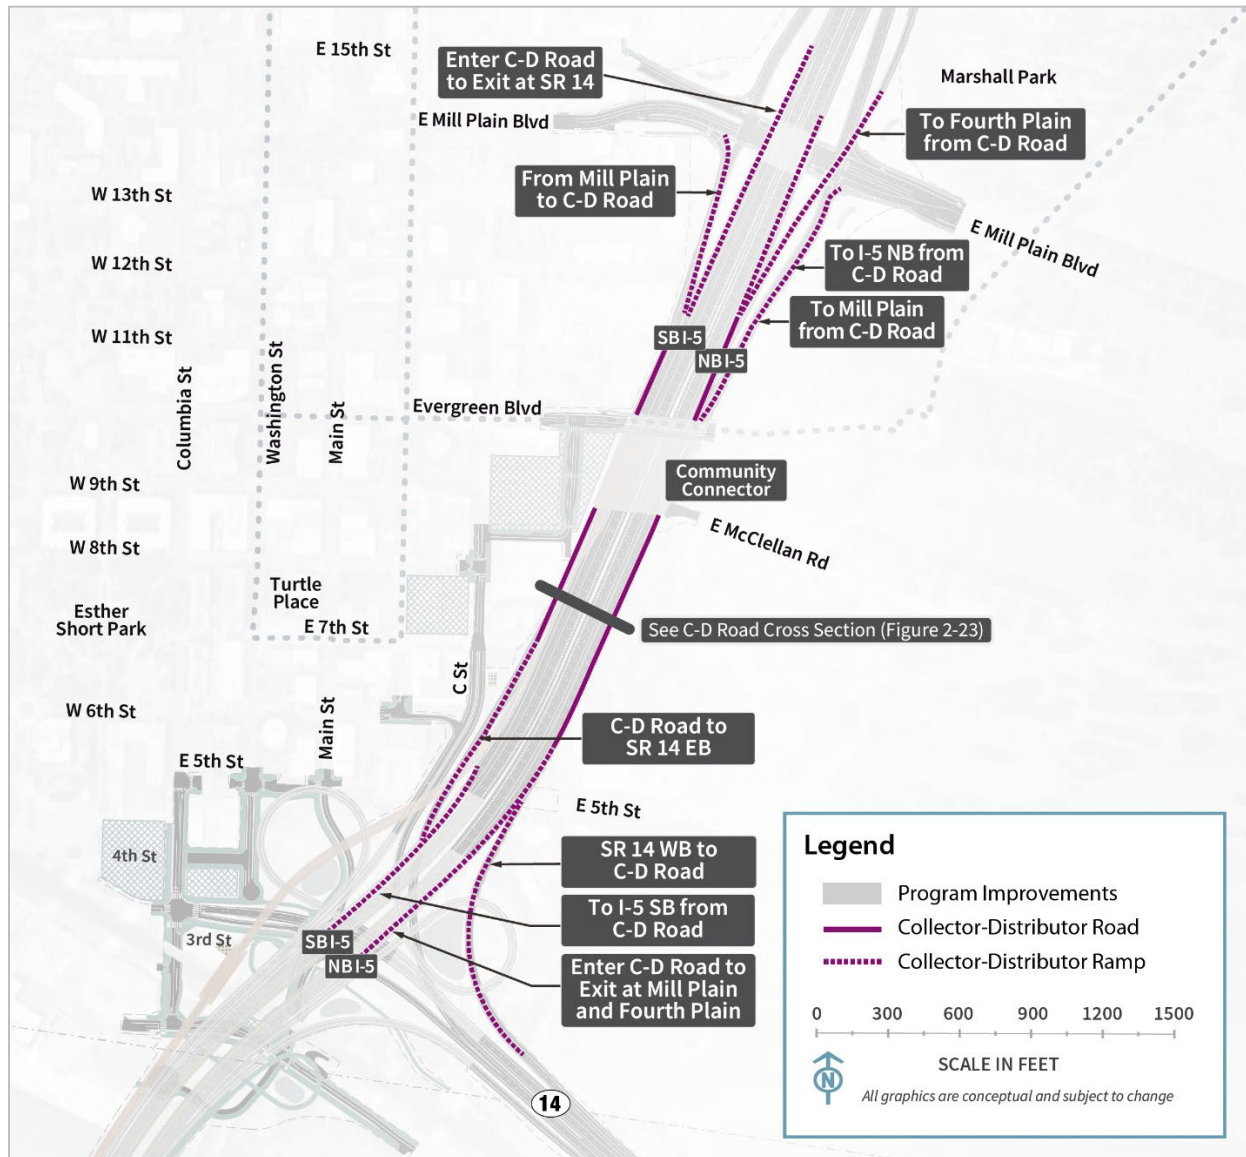 E 15th St
Enter C-D Road
to Exit at SR 14
Marshall Park
E Mill Plain Blvd
To Fourth Plain
from C-D Road
From Mill Plain
to C-D Road
W 13th St
E Mill Plain Blvd
W 12th St
To I-5 NB from
C-D Road
To Mill Plain
from C-D Road
W 11th St
SB I-5
NB I-5
Columbia St
Washington St
Main St
Evergreen Blvd
Community
Connector
W 9th St
E McClellan Rd
W 8th St
Turtle
Place
Esther
Short Park
E 7th St
See C-D Road Cross Section (Figure 2-23)
C St
W 6th St
Main St
C-D Road to
SR 14 EB
E 5th St
E 5th St
4th St
SR 14 WB to
C-D Road
To I-5 SB from
C-D Road
3rd St
SB I-5
NB I-5
Enter C-D Road to
Exit at Mill Plain
and Fourth Plain
14
Legend
Program Improvements
Collector-Distributor Road
Collector-Distributor Ramp
0 300 600 900 1200 1500
SCALE IN FEET
N
All graphics are conceptual and subject to change